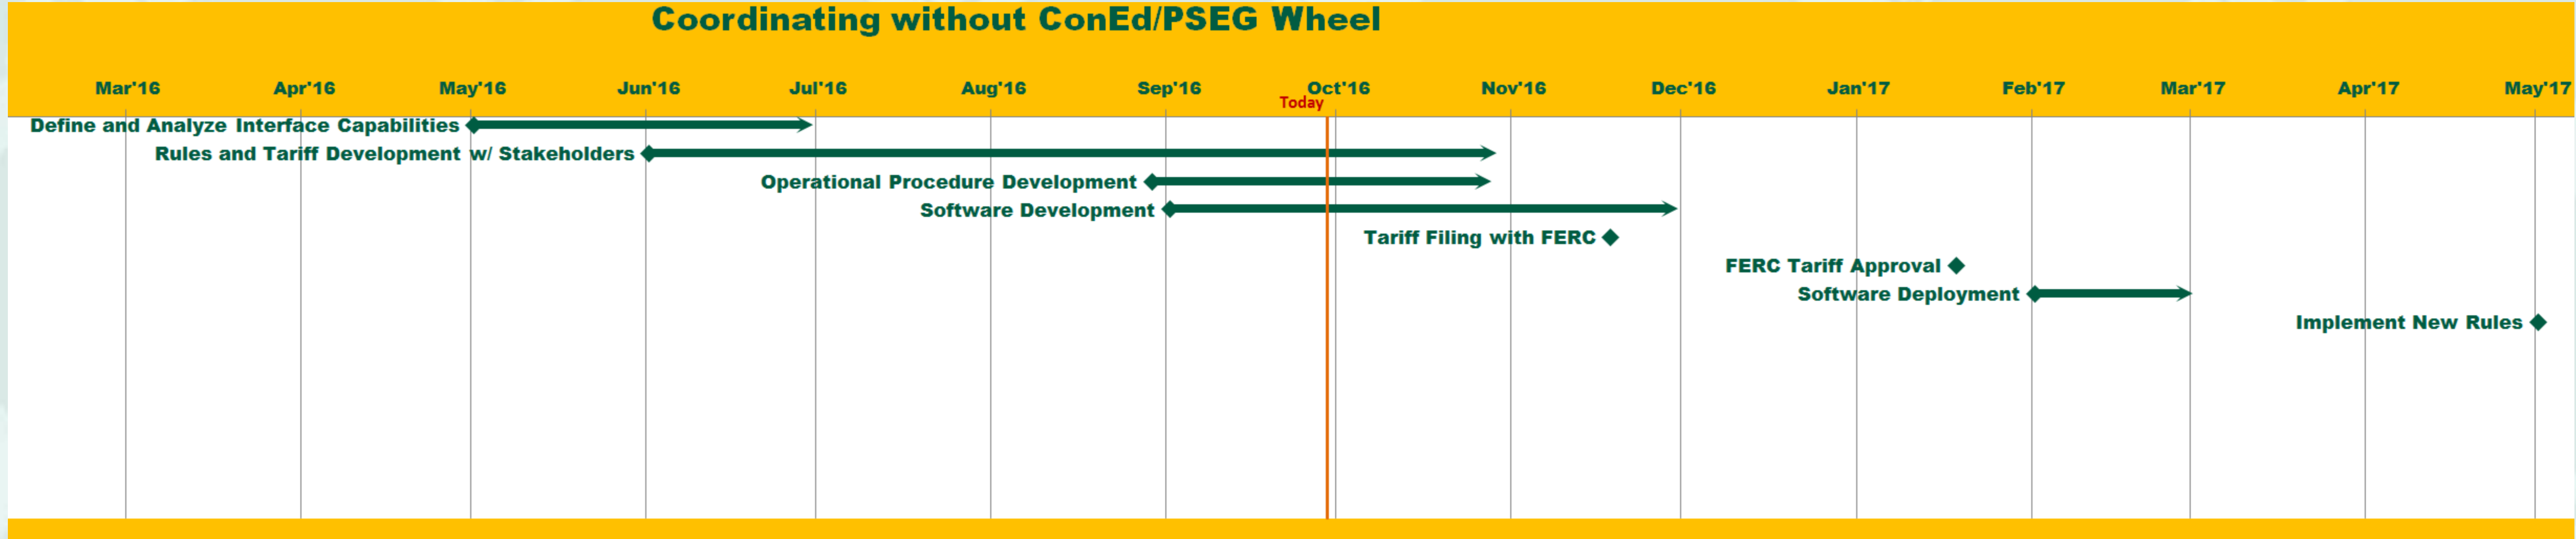 Coordinating without ConEd/PSEG Wheel
Mar'16 Apr'16 May'16 Jun'16 Jul'16 Aug'16 Sep'16 Oct'16 Nov'16 Dec'16 Jan'17 Feb'17 Mar'17 Apr'17 May'17
Today
Define and Analyze Interface Capabilities
Rules and Tariff Development w/ Stakeholders
Operational Procedure Development
Software Development
Tariff Filing with FERC
FERC Tariff Approval
Software Deployment
Implement New Rules